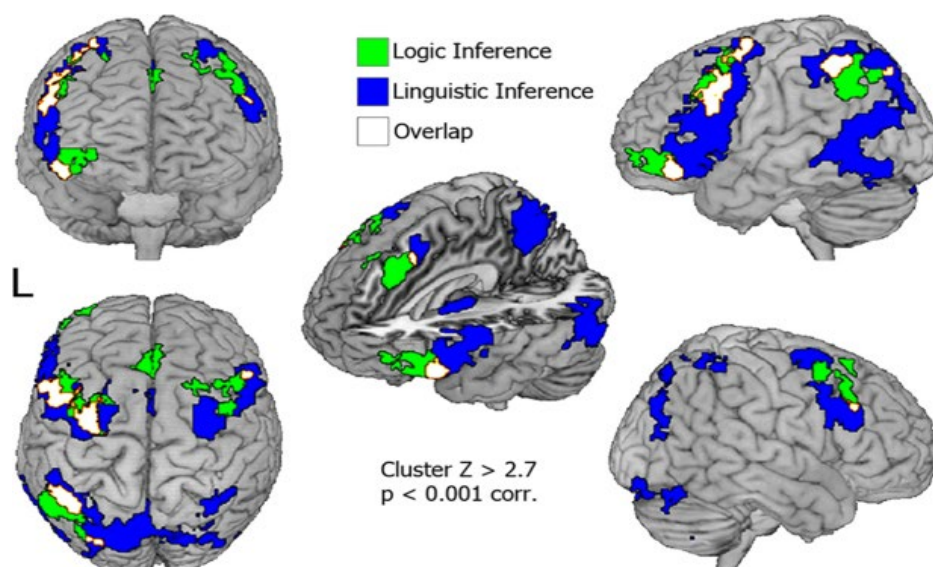 Logic Inference
Linguistic Inference
Overlap
L
Cluster Z > 2.7
p < 0.001 corr.